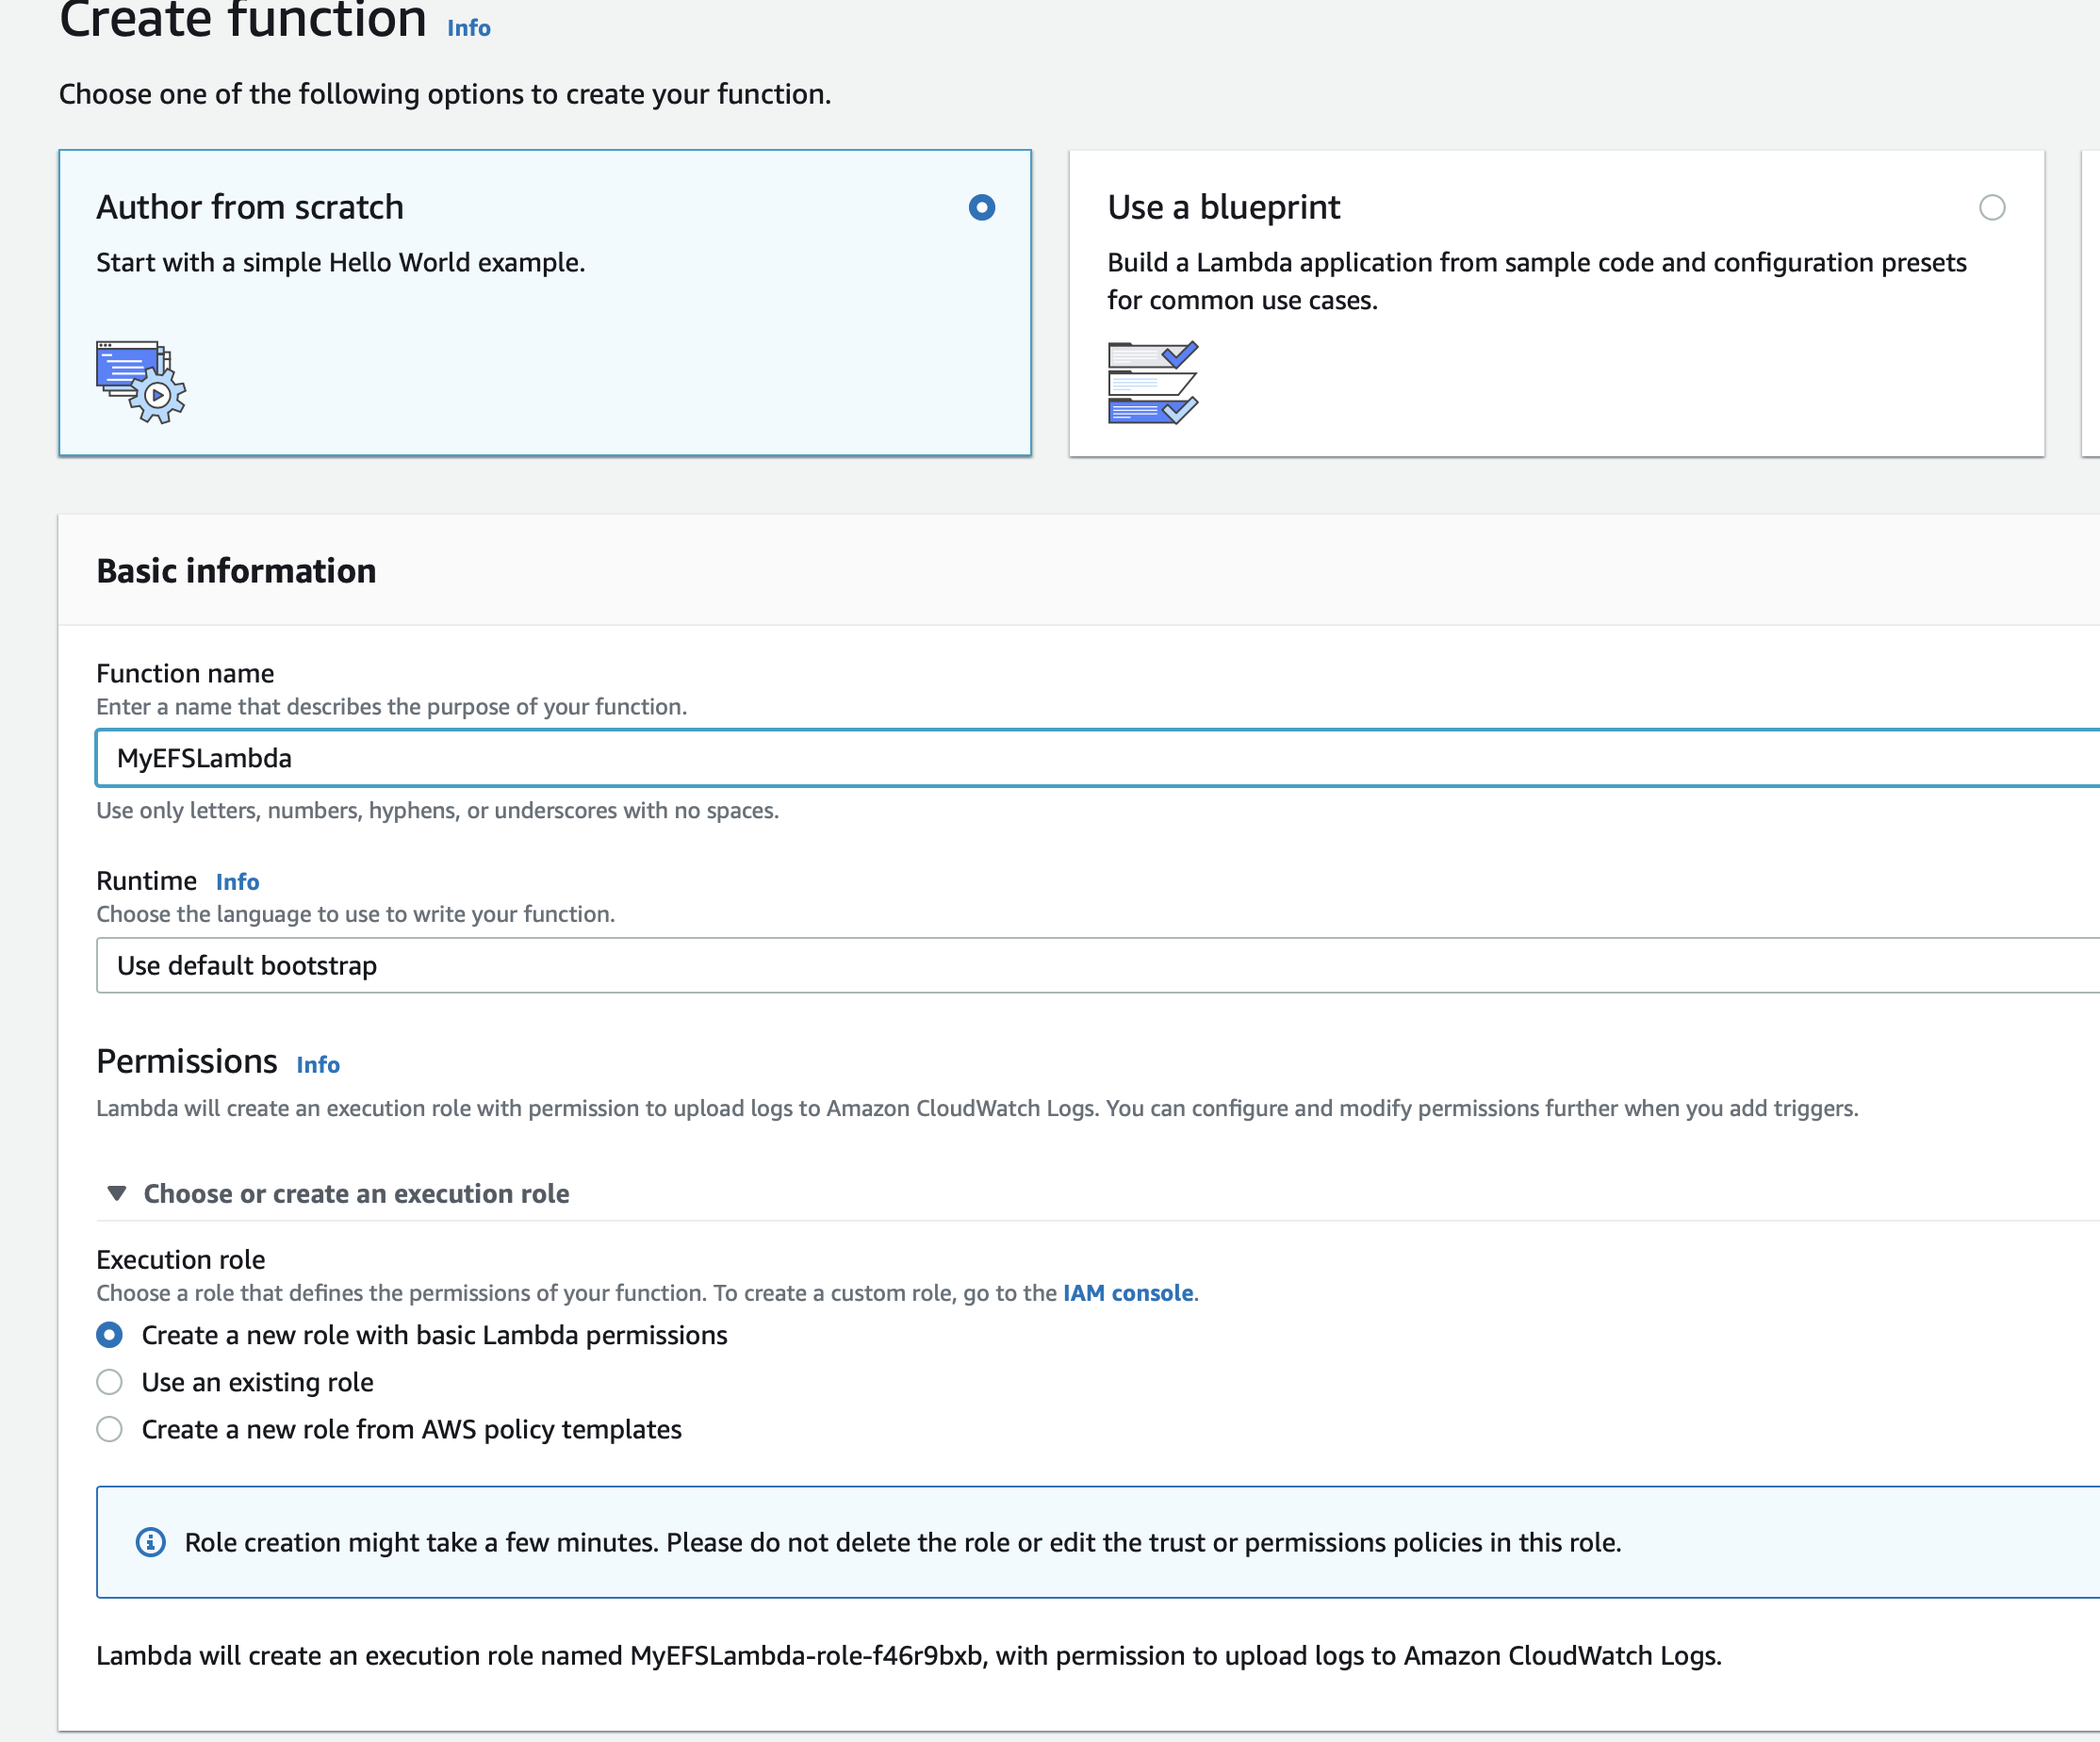 Create function Info
Choose one of the following options to create your function.
Author from scratch
Start with a simple Hello World example.
Use a blueprint
Build a Lambda application from sample code and configuration presets
for common use cases.
Basic information
Function name
Enter a name that describes the purpose of your function.
MyEFSLambda
Use only letters, numbers, hyphens, or underscores with no spaces.
Runtime Info
Choose the language to use to write your function.
Use default bootstrap
Permissions Info
Lambda will create an execution role with permission to upload logs to Amazon CloudWatch Logs. You can configure and modify permissions further when you add triggers.
Choose or create an execution role
Execution role
Choose a role that defines the permissions of your function. To create a custom role, go to the IAM console.
Create a new role with basic Lambda permissions
Use an existing role
Create a new role from AWS policy templates
Role creation might take a few minutes. Please do not delete the role or edit the trust or permissions policies in this role.
Lambda will create an execution role named MyEFSLambda-role-f46r9bxb, with permission to upload logs to Amazon CloudWatch Logs.